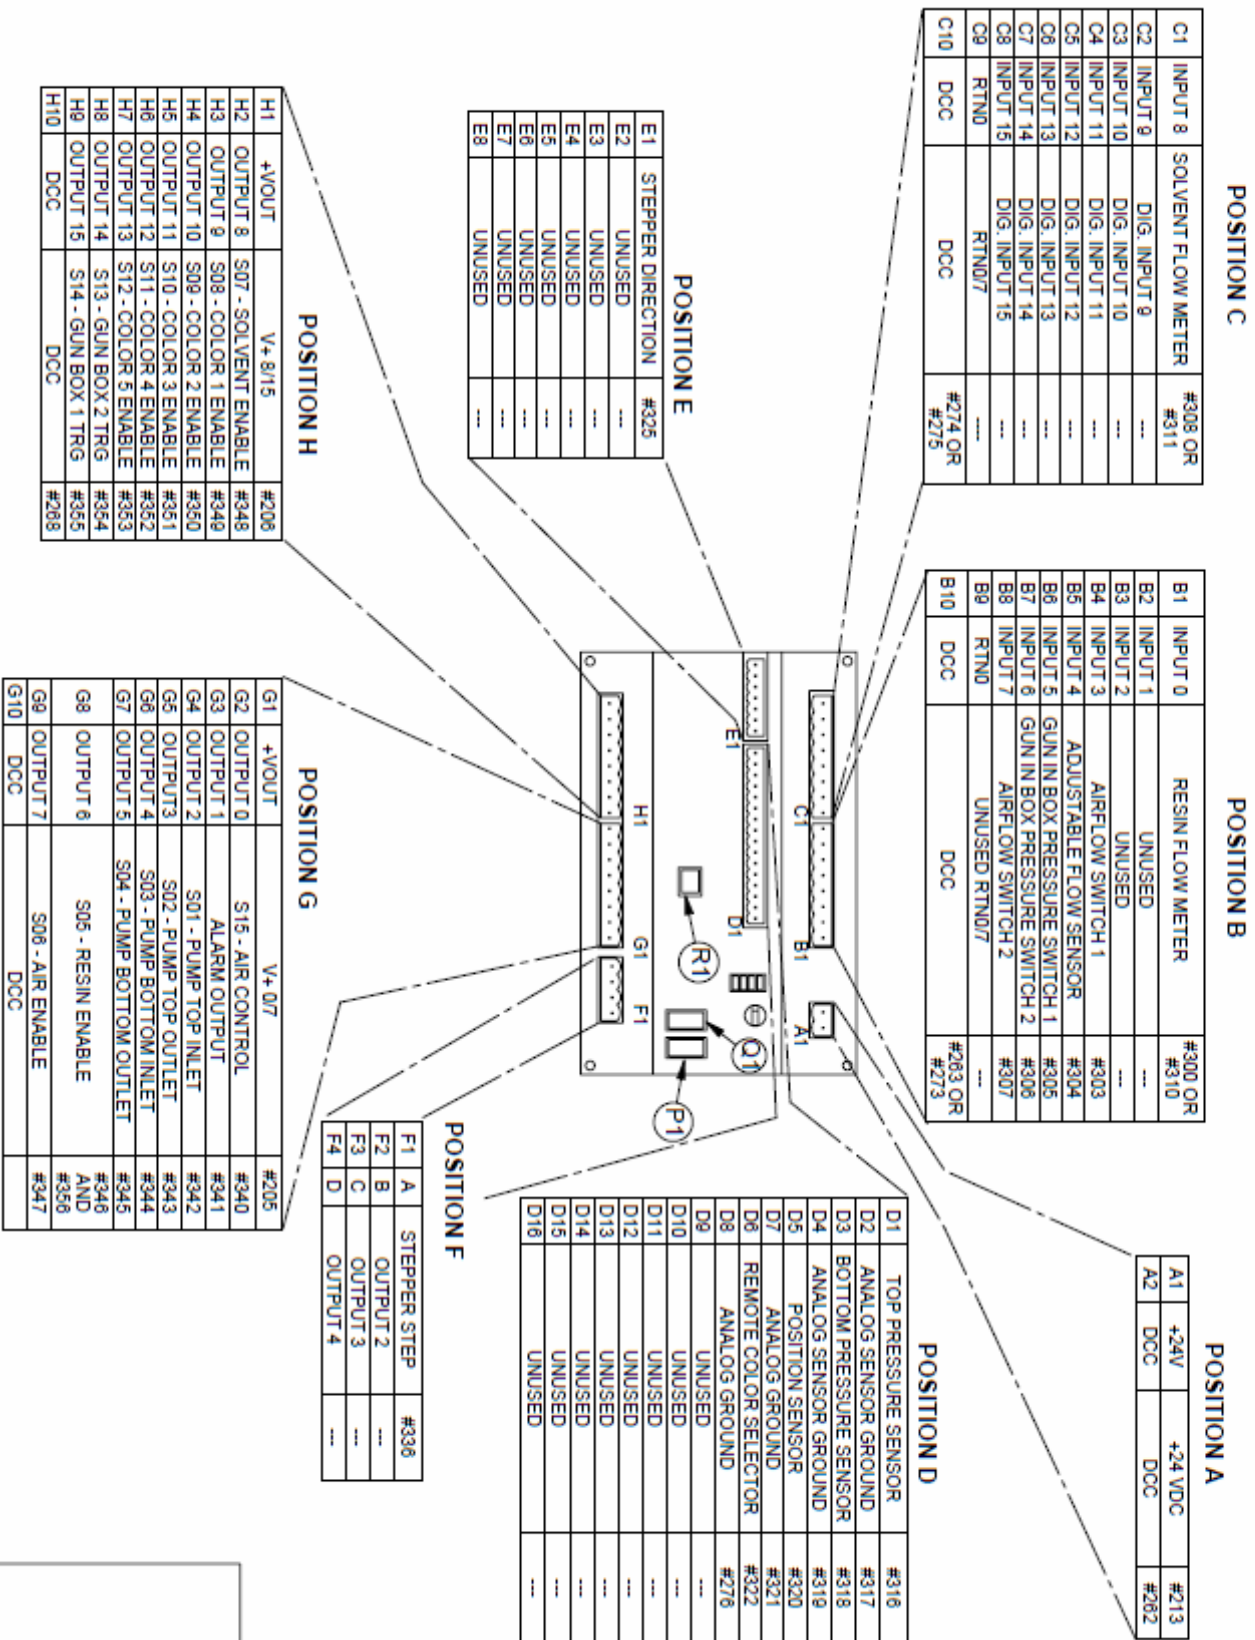 POSITION C
C1 INPUT 8 SOLVENT FLOW METER #308 OR #311
C2 INPUT 9 DIG. INPUT 9 ---
C3 INPUT 10 DIG. INPUT 10 ---
C4 INPUT 11 DIG. INPUT 11 ---
C5 INPUT 12 DIG. INPUT 12 ---
C6 INPUT 13 DIG. INPUT 13 ---
C7 INPUT 14 DIG. INPUT 14 ---
C8 INPUT 15 DIG. INPUT 15 ---
C9 RTN0 RTN0/7 ----
C10 DCC DCC #274 OR #275
POSITION B
B1 INPUT 0 RESIN FLOW METER #300 OR #310
B2 INPUT 1 UNUSED ---
B3 INPUT 2 UNUSED ---
B4 INPUT 3 AIRFLOW SWITCH 1 #303
B5 INPUT 4 ADJUSTABLE FLOW SENSOR #304
B6 INPUT 5 GUN IN BOX PRESSURE SWITCH 1 #305
B7 INPUT 6 GUN IN BOX PRESSURE SWITCH 2 #306
B8 INPUT 7 AIRFLOW SWITCH 2 #307
B9 RTN0 UNUSED RTN0/7 ---
B10 DCC DCC #263 OR #273
POSITION A
A1 +24V +24 VDC #213
A2 DCC DCC #262
POSITION E
E1 STEPPER DIRECTION #325
E2 UNUSED ---
E3 UNUSED ---
E4 UNUSED ---
E5 UNUSED ---
E6 UNUSED ---
E7 UNUSED ---
E8 UNUSED ---
C1
B1
A1
E1
D1
H1
G1
F1
R1
Q1
P1
POSITION D
D1 TOP PRESSURE SENSOR #316
D2 ANALOG SENSOR GROUND #317
D3 BOTTOM PRESSURE SENSOR #318
D4 ANALOG SENSOR GROUND #319
D5 POSITION SENSOR #320
D7 ANALOG GROUND #321
D6 REMOTE COLOR SELECTOR #322
D8 ANALOG GROUND #276
D9 UNUSED ---
D10 UNUSED ---
D11 UNUSED ---
D12 UNUSED ---
D13 UNUSED ---
D14 UNUSED ---
D15 UNUSED ---
D16 UNUSED ---
POSITION H
H1 +VOUT V+ 8/15 #206
H2 OUTPUT 8 S07 - SOLVENT ENABLE #348
H3 OUTPUT 9 S08 - COLOR 1 ENABLE #349
H4 OUTPUT 10 S09 - COLOR 2 ENABLE #350
H5 OUTPUT 11 S10 - COLOR 3 ENABLE #351
H6 OUTPUT 12 S11 - COLOR 4 ENABLE #352
H7 OUTPUT 13 S12 - COLOR 5 ENABLE #353
H8 OUTPUT 14 S13 - GUN BOX 2 TRG #354
H9 OUTPUT 15 S14 - GUN BOX 1 TRG #355
H10 DCC DCC #268
POSITION G
G1 +VOUT V+ 0/7 #205
G2 OUTPUT 0 S15 - AIR CONTROL #340
G3 OUTPUT 1 ALARM OUTPUT #341
G4 OUTPUT 2 S01 - PUMP TOP INLET #342
G5 OUTPUT3 S02 - PUMP TOP OUTLET #343
G6 OUTPUT 4 S03 - PUMP BOTTOM INLET #344
G7 OUTPUT 5 S04 - PUMP BOTTOM OUTLET #345
G8 OUTPUT 6 S05 - RESIN ENABLE #346 AND #356
G9 OUTPUT 7 S06 - AIR ENABLE #347
G10 DCC DCC
POSITION F
F1 A STEPPER STEP #336
F2 B OUTPUT 2 ---
F3 C OUTPUT 3 ---
F4 D OUTPUT 4 ---